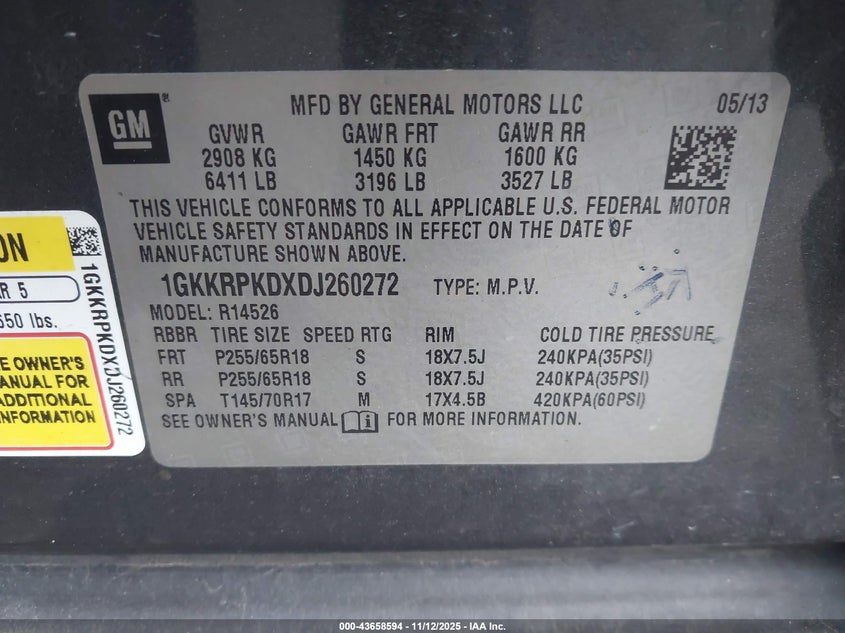 GM
MFD BY GENERAL MOTORS LLC 05/13
GVWR GAWR FRT GAWR RR
2908 KG 1450 KG 1600 KG
6411 LB 3196 LB 3527 LB
THIS VEHICLE CONFORMS TO ALL APPLICABLE U.S. FEDERAL MOTOR
VEHICLE SAFETY STANDARDS IN EFFECT ON THE DATE OF
MANUFACTURE SHOWN ABOVE.
1GKKRPKDXDJ260272 TYPE: M.P.V.
MODEL: R14526
RBBR TIRE SIZE SPEED RTG RIM COLD TIRE PRESSURE
FRT P255/65R18 S 18X7.5J 240KPA(35PSI)
RR P255/65R18 S 18X7.5J 240KPA(35PSI)
SPA T145/70R17 M 17X4.5B 420KPA(60PSI)
SEE OWNER'S MANUAL i FOR MORE INFORMATION.
ON
R 5
650 lbs.
E OWNER'S
ANUAL FOR
ADDITIONAL
NFORMATION
1GKKRPKDXDJ260272
000-43658594 - 11/12/2025 - IAA Inc.